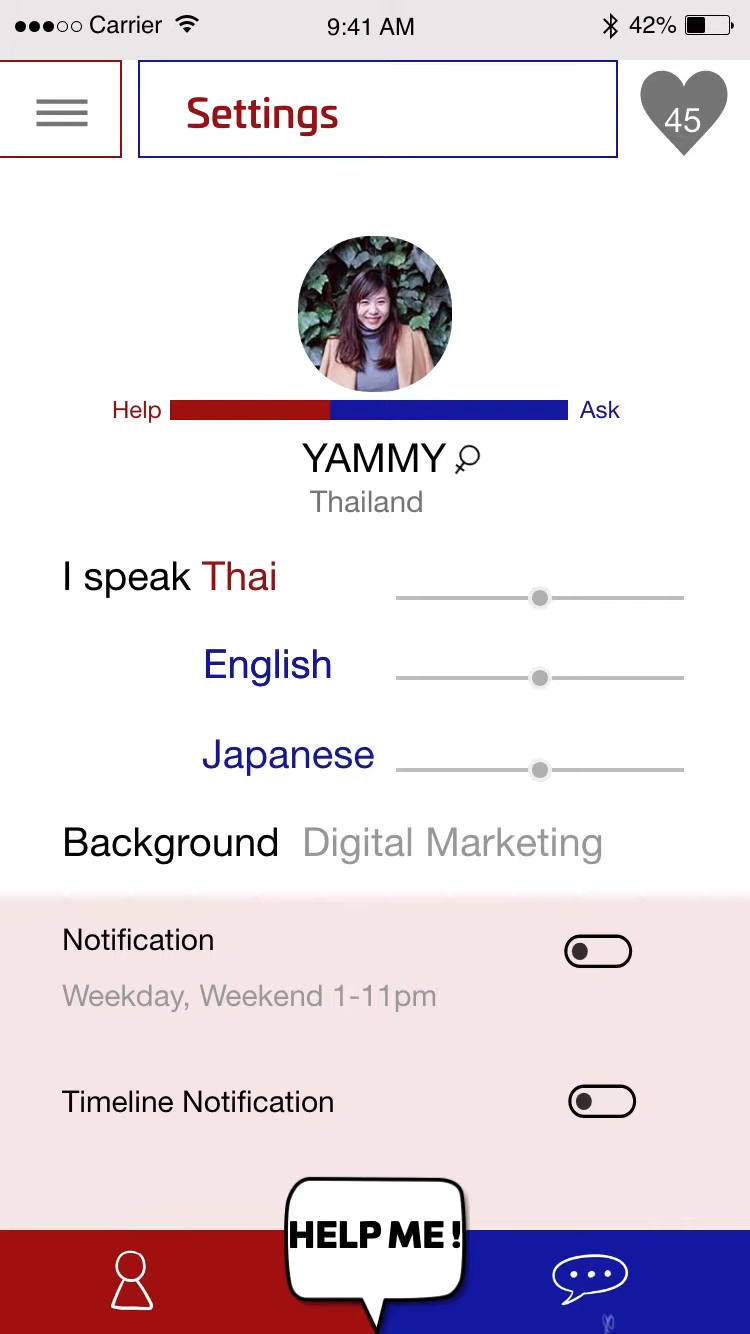 Carrier 9:41 AM 42%
Settings
45
Help Ask
YAMMY
Thailand
I speak Thai
English
Japanese
Background Digital Marketing
Notification
Weekday, Weekend 1-11pm
Timeline Notification
HELP ME!